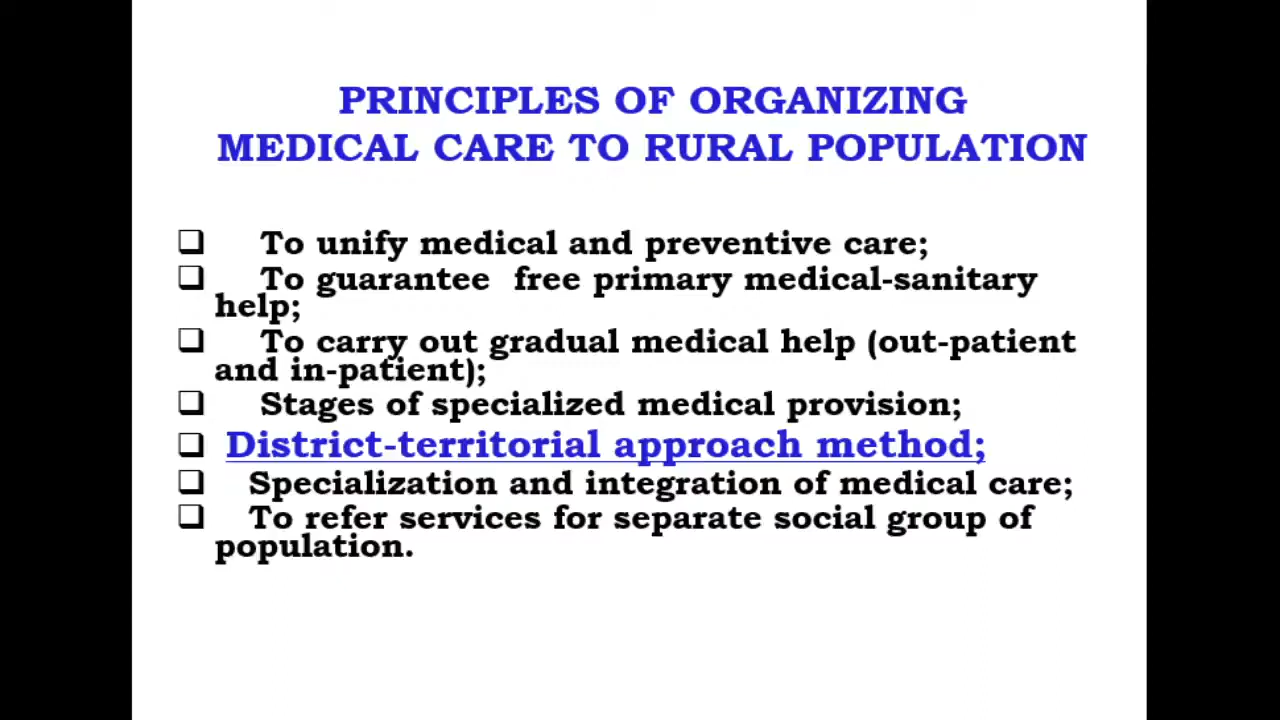 PRINCIPLES OF ORGANIZING
MEDICAL CARE TO RURAL POPULATION
❑ To unify medical and preventive care;
❑ To guarantee free primary medical-sanitary
help;
❑ To carry out gradual medical help (out-patient
and in-patient);
❑ Stages of specialized medical provision;
❑ District-territorial approach method;
❑ Specialization and integration of medical care;
❑ To refer services for separate social group of
population.